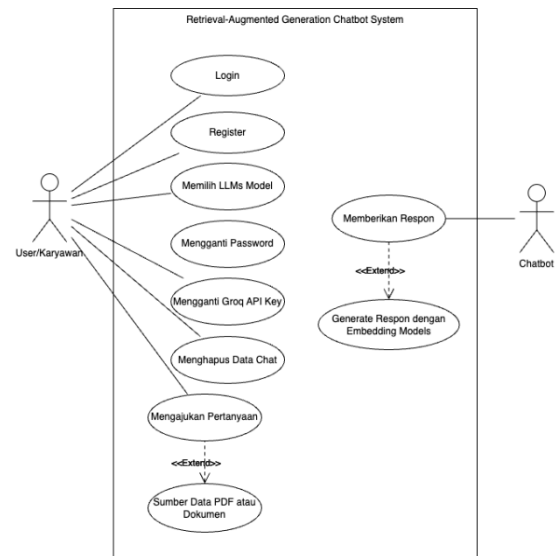 Retrieval-Augmented Generation Chatbot System
Login
Register
Memilih LLMs Model
Mengganti Password
Mengganti Groq API Key
Menghapus Data Chat
Mengajukan Pertanyaan
<<Extend>>
Sumber Data PDF atau
Dokumen
User/Karyawan
Memberikan Respon
<<Extend>>
Generate Respon dengan
Embedding Models
Chatbot